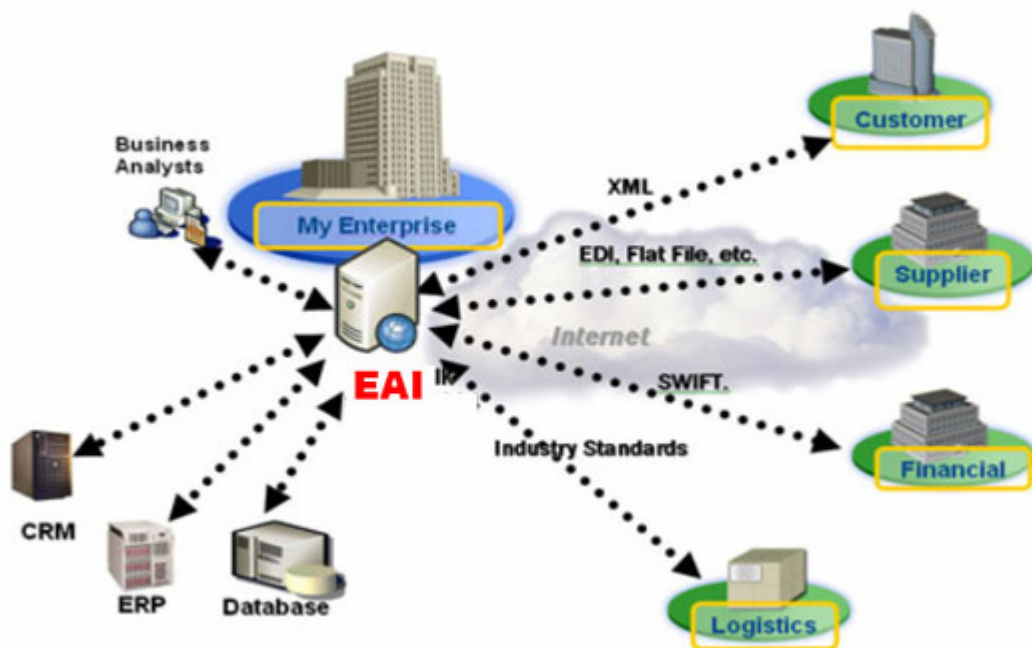 Customer
Business
Analysts
XML
My Enterprise
EDI, Flat File, etc.
Supplier
Internet
EAI
SWIFT.
Industry Standards
Financial
CRM
ERP
Database
Logistics